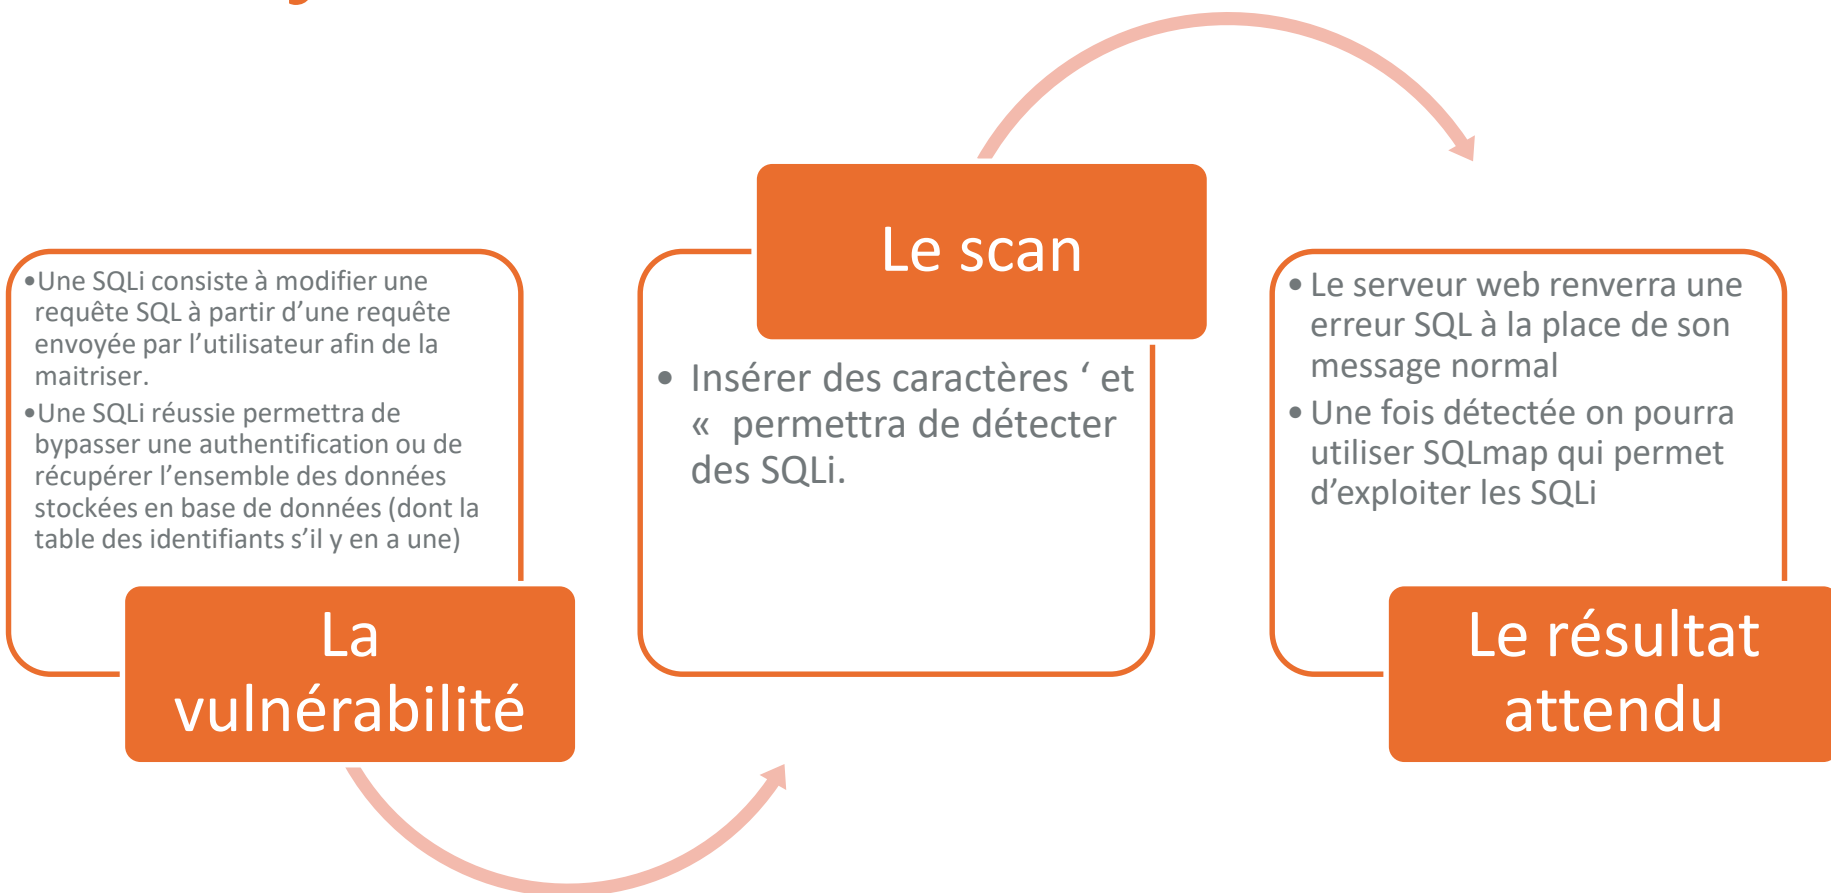 •Une SQLi consiste à modifier une
requête SQL à partir d’une requête
envoyée par l’utilisateur afin de la
maitriser.
•Une SQLi réussie permettra de
bypasser une authentification ou de
récupérer l’ensemble des données
stockées en base de données (dont la
table des identifiants s’il y en a une)
La
vulnérabilité
Le scan
• Insérer des caractères ‘ et
«  permettra de détecter
des SQLi.
• Le serveur web renverra une
erreur SQL à la place de son
message normal
• Une fois détectée on pourra
utiliser SQLmap qui permet
d’exploiter les SQLi
Le résultat
attendu